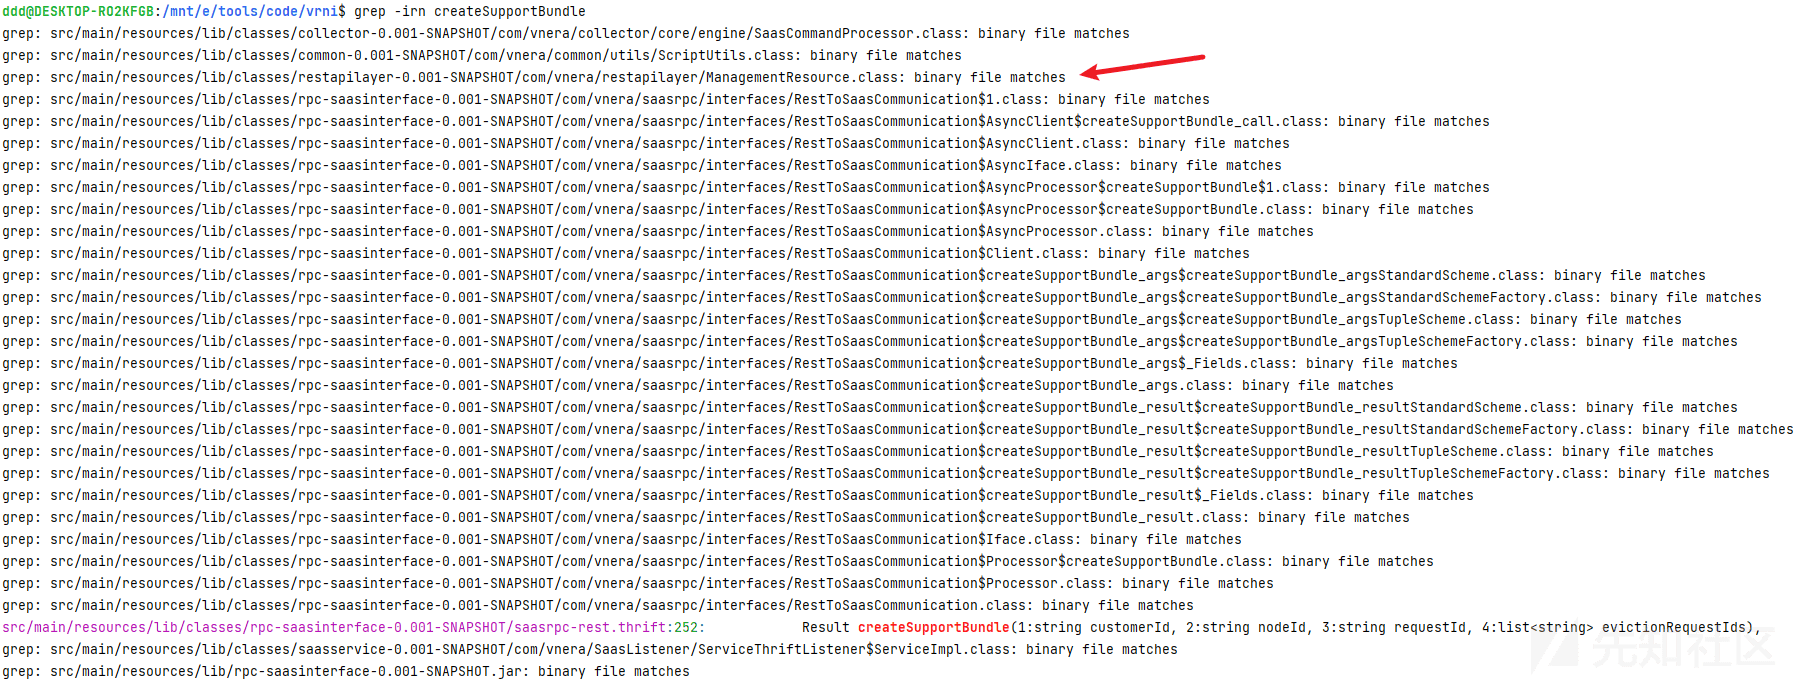 ddd@DESKTOP-RO2KFGB:/mnt/e/tools/code/vrni$ grep -irn createSupportBundle
grep: src/main/resources/lib/classes/collector-0.001-SNAPSHOT/com/vnera/collector/core/engine/SaasCommandProcessor.class: binary file matches
grep: src/main/resources/lib/classes/common-0.001-SNAPSHOT/com/vnera/common/utils/ScriptUtils.class: binary file matches
grep: src/main/resources/lib/classes/restapilayer-0.001-SNAPSHOT/com/vnera/restapilayer/ManagementResource.class: binary file matches
grep: src/main/resources/lib/classes/rpc-saasinterface-0.001-SNAPSHOT/com/vnera/saasrpc/interfaces/RestToSaasCommunication$1.class: binary file matches
grep: src/main/resources/lib/classes/rpc-saasinterface-0.001-SNAPSHOT/com/vnera/saasrpc/interfaces/RestToSaasCommunication$AsyncClient$createSupportBundle_call.class: binary file matches
grep: src/main/resources/lib/classes/rpc-saasinterface-0.001-SNAPSHOT/com/vnera/saasrpc/interfaces/RestToSaasCommunication$AsyncClient.class: binary file matches
grep: src/main/resources/lib/classes/rpc-saasinterface-0.001-SNAPSHOT/com/vnera/saasrpc/interfaces/RestToSaasCommunication$AsyncIface.class: binary file matches
grep: src/main/resources/lib/classes/rpc-saasinterface-0.001-SNAPSHOT/com/vnera/saasrpc/interfaces/RestToSaasCommunication$AsyncProcessor$createSupportBundle$1.class: binary file matches
grep: src/main/resources/lib/classes/rpc-saasinterface-0.001-SNAPSHOT/com/vnera/saasrpc/interfaces/RestToSaasCommunication$AsyncProcessor$createSupportBundle.class: binary file matches
grep: src/main/resources/lib/classes/rpc-saasinterface-0.001-SNAPSHOT/com/vnera/saasrpc/interfaces/RestToSaasCommunication$AsyncProcessor.class: binary file matches
grep: src/main/resources/lib/classes/rpc-saasinterface-0.001-SNAPSHOT/com/vnera/saasrpc/interfaces/RestToSaasCommunication$Client.class: binary file matches
grep: src/main/resources/lib/classes/rpc-saasinterface-0.001-SNAPSHOT/com/vnera/saasrpc/interfaces/RestToSaasCommunication$createSupportBundle_args$createSupportBundle_argsStandardScheme.class: binary file matches
grep: src/main/resources/lib/classes/rpc-saasinterface-0.001-SNAPSHOT/com/vnera/saasrpc/interfaces/RestToSaasCommunication$createSupportBundle_args$createSupportBundle_argsStandardSchemeFactory.class: binary file matches
grep: src/main/resources/lib/classes/rpc-saasinterface-0.001-SNAPSHOT/com/vnera/saasrpc/interfaces/RestToSaasCommunication$createSupportBundle_args$createSupportBundle_argsTupleScheme.class: binary file matches
grep: src/main/resources/lib/classes/rpc-saasinterface-0.001-SNAPSHOT/com/vnera/saasrpc/interfaces/RestToSaasCommunication$createSupportBundle_args$createSupportBundle_argsTupleSchemeFactory.class: binary file matches
grep: src/main/resources/lib/classes/rpc-saasinterface-0.001-SNAPSHOT/com/vnera/saasrpc/interfaces/RestToSaasCommunication$createSupportBundle_args$_Fields.class: binary file matches
grep: src/main/resources/lib/classes/rpc-saasinterface-0.001-SNAPSHOT/com/vnera/saasrpc/interfaces/RestToSaasCommunication$createSupportBundle_args.class: binary file matches
grep: src/main/resources/lib/classes/rpc-saasinterface-0.001-SNAPSHOT/com/vnera/saasrpc/interfaces/RestToSaasCommunication$createSupportBundle_result$createSupportBundle_resultStandardScheme.class: binary file matches
grep: src/main/resources/lib/classes/rpc-saasinterface-0.001-SNAPSHOT/com/vnera/saasrpc/interfaces/RestToSaasCommunication$createSupportBundle_result$createSupportBundle_resultStandardSchemeFactory.class: binary file matches
grep: src/main/resources/lib/classes/rpc-saasinterface-0.001-SNAPSHOT/com/vnera/saasrpc/interfaces/RestToSaasCommunication$createSupportBundle_result$createSupportBundle_resultTupleScheme.class: binary file matches
grep: src/main/resources/lib/classes/rpc-saasinterface-0.001-SNAPSHOT/com/vnera/saasrpc/interfaces/RestToSaasCommunication$createSupportBundle_result$createSupportBundle_resultTupleSchemeFactory.class: binary file matches
grep: src/main/resources/lib/classes/rpc-saasinterface-0.001-SNAPSHOT/com/vnera/saasrpc/interfaces/RestToSaasCommunication$createSupportBundle_result$_Fields.class: binary file matches
grep: src/main/resources/lib/classes/rpc-saasinterface-0.001-SNAPSHOT/com/vnera/saasrpc/interfaces/RestToSaasCommunication$createSupportBundle_result.class: binary file matches
grep: src/main/resources/lib/classes/rpc-saasinterface-0.001-SNAPSHOT/com/vnera/saasrpc/interfaces/RestToSaasCommunication$Iface.class: binary file matches
grep: src/main/resources/lib/classes/rpc-saasinterface-0.001-SNAPSHOT/com/vnera/saasrpc/interfaces/RestToSaasCommunication$Processor$createSupportBundle.class: binary file matches
grep: src/main/resources/lib/classes/rpc-saasinterface-0.001-SNAPSHOT/com/vnera/saasrpc/interfaces/RestToSaasCommunication$Processor.class: binary file matches
grep: src/main/resources/lib/classes/rpc-saasinterface-0.001-SNAPSHOT/com/vnera/saasrpc/interfaces/RestToSaasCommunication.class: binary file matches
src/main/resources/lib/classes/rpc-saasinterface-0.001-SNAPSHOT/saasrpc-rest.thrift:252:            Result createSupportBundle(1:string customerId, 2:string nodeId, 3:string requestId, 4:list<string> evictionRequestIds),
grep: src/main/resources/lib/classes/saasservice-0.001-SNAPSHOT/com/vnera/SaasListener/ServiceThriftListener$ServiceImpl.class: binary file matches
grep: src/main/resources/lib/rpc-saasinterface-0.001-SNAPSHOT.jar: binary file matches
先知社区